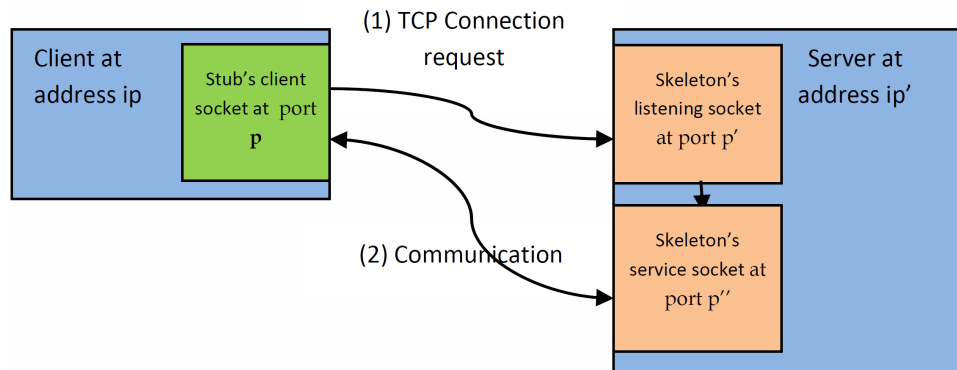 (1) TCP Connection
request
Client at
address ip
Stub's client
socket at port
p
Sketon's
listening socket
at port p'
Server at
address ip'
(2) Communication
Skeleton's
service socket at
port p''